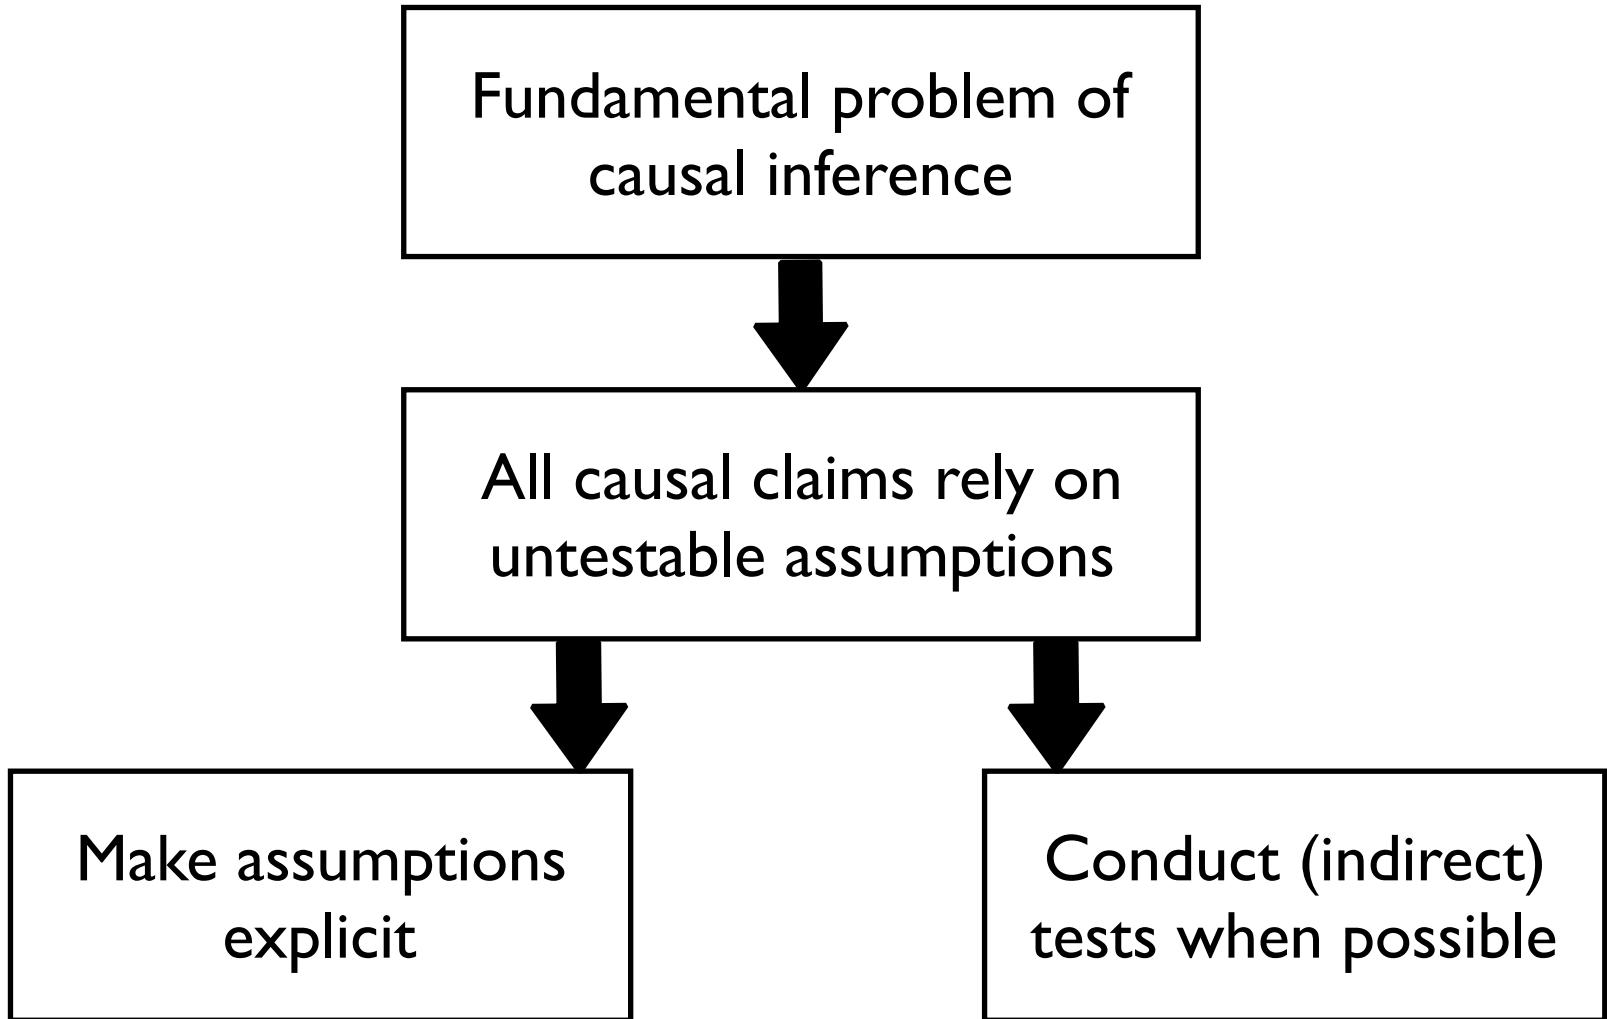 Fundamental problem of
causal inference
All causal claims rely on
untestable assumptions
Make assumptions
explicit
Conduct (indirect)
tests when possible